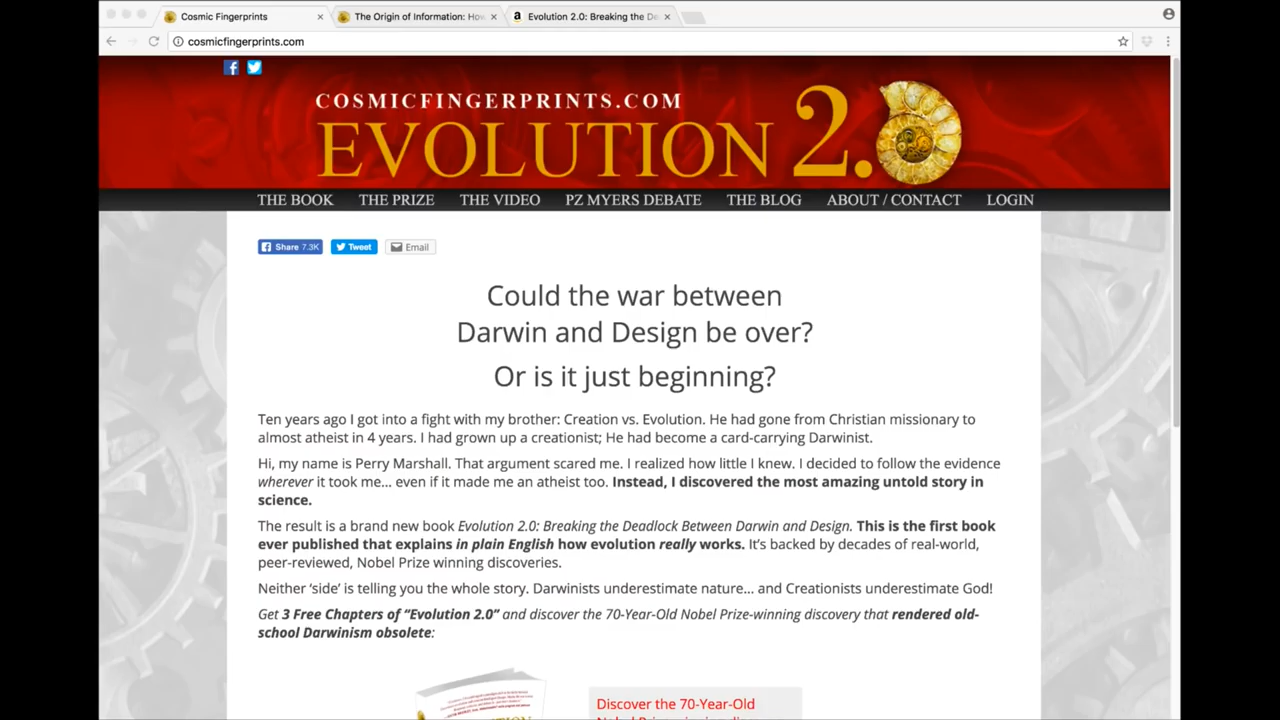 Cosmic Fingerprints
The Origin of Information: How
Evolution 2.0: Breaking the De
cosmicfingerprints.com
COSMICFINGERPRINTS.COM
EVOLUTION 2.0
THE BOOK THE PRIZE THE VIDEO PZ MYERS DEBATE THE BLOG ABOUT / CONTACT LOGIN
Share 7.3K Tweet Email
Could the war between
Darwin and Design be over?
Or is it just beginning?
Ten years ago I got into a fight with my brother: Creation vs. Evolution. He had gone from Christian missionary to
almost atheist in 4 years. I had grown up a creationist; He had become a card-carrying Darwinist.
Hi, my name is Perry Marshall. That argument scared me. I realized how little I knew. I decided to follow the evidence
wherever it took me... even if it made me an atheist too. Instead, I discovered the most amazing untold story in
science.
The result is a brand new book Evolution 2.0: Breaking the Deadlock Between Darwin and Design. This is the first book
ever published that explains in plain English how evolution really works. It's backed by decades of real-world,
peer-reviewed, Nobel Prize winning discoveries.
Neither 'side' is telling you the whole story. Darwinists underestimate nature... and Creationists underestimate God!
Get 3 Free Chapters of "Evolution 2.0" and discover the 70-Year-Old Nobel Prize-winning discovery that rendered old-
school Darwinism obsolete:
Discover the 70-Year-Old